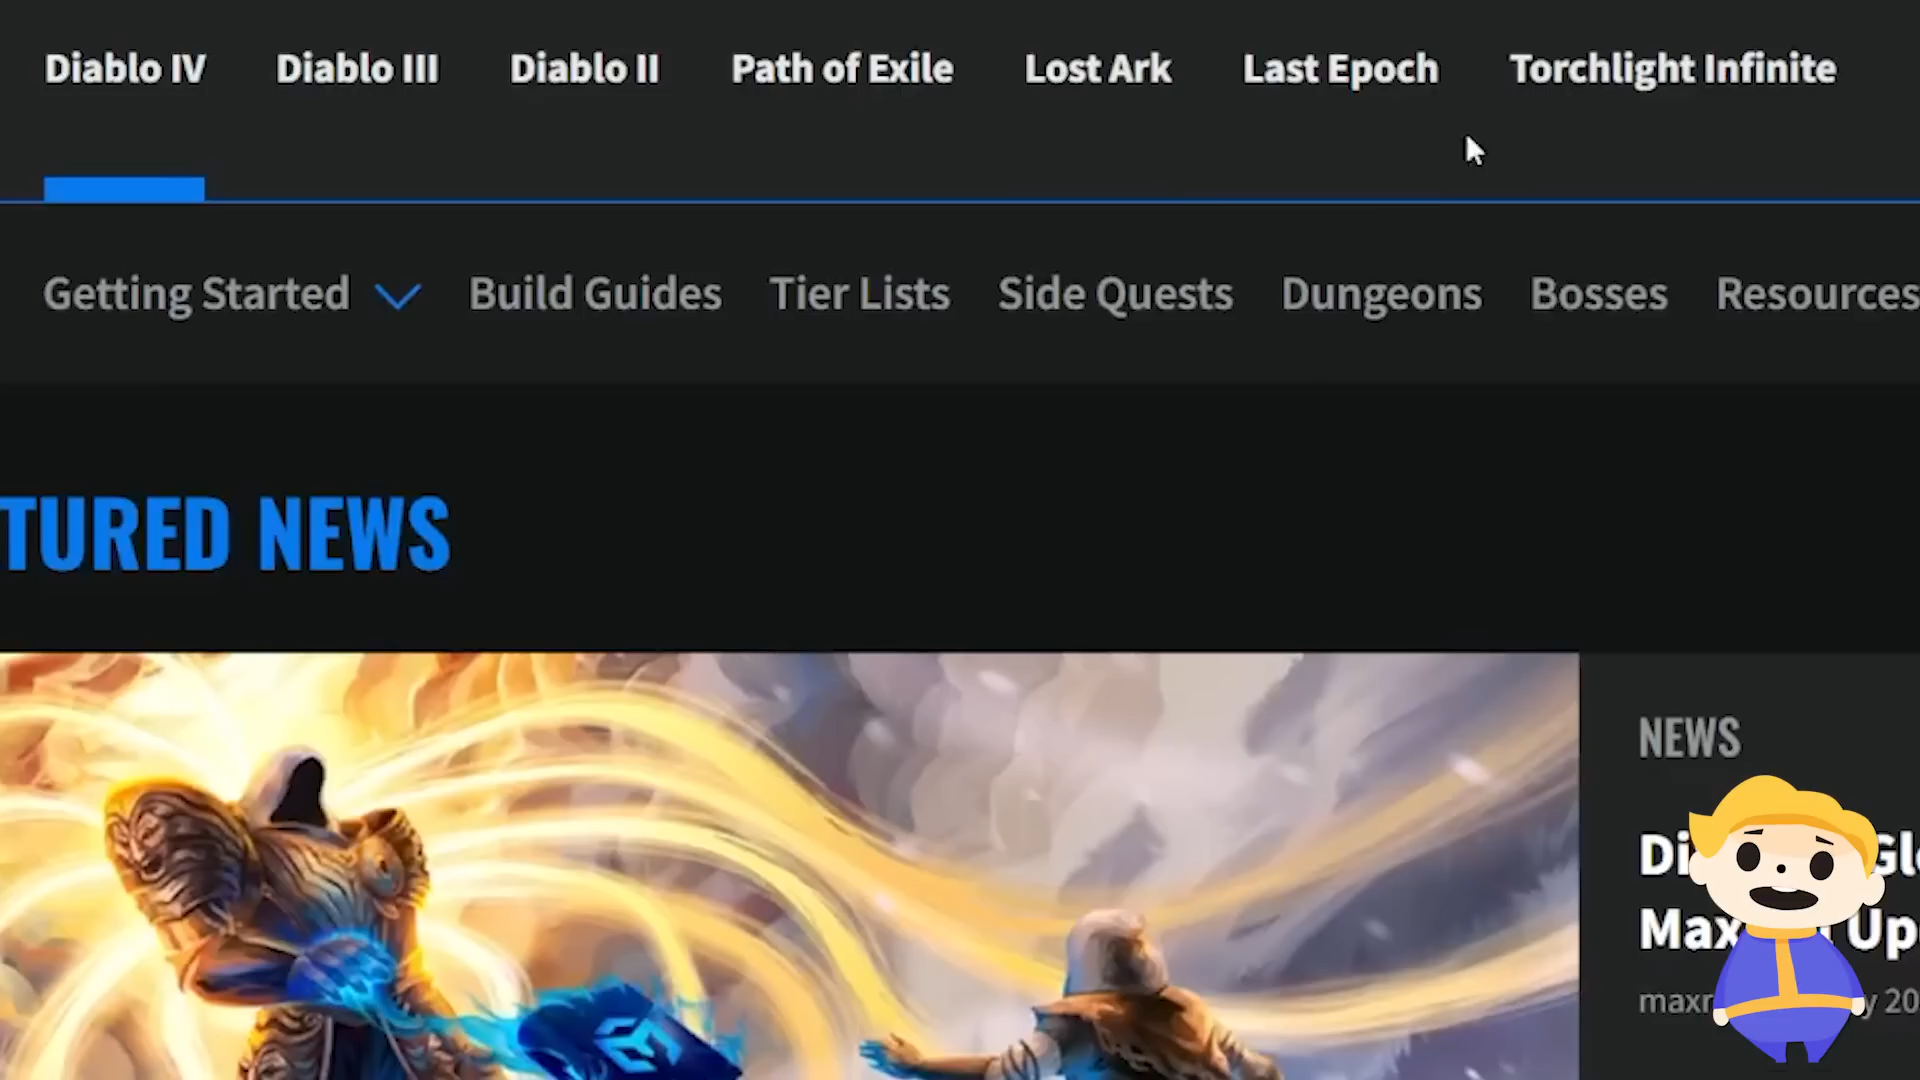 Diablo IV Diablo III Diablo II Path of Exile Lost Ark Last Epoch Torchlight Infinite
Getting Started Build Guides Tier Lists Side Quests Dungeons Bosses Resources
TURED NEWS
NEWS